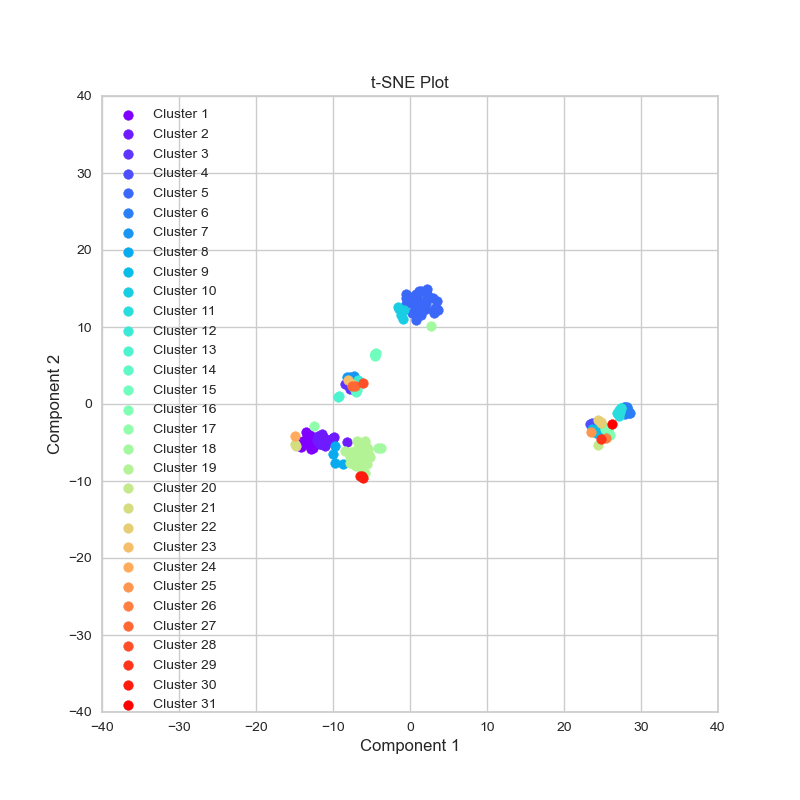 t-SNE Plot
40
30
20
10
0
−10
−20
−30
−40
Component 2
Cluster 1
Cluster 2
Cluster 3
Cluster 4
Cluster 5
Cluster 6
Cluster 7
Cluster 8
Cluster 9
Cluster 10
Cluster 11
Cluster 12
Cluster 13
Cluster 14
Cluster 15
Cluster 16
Cluster 17
Cluster 18
Cluster 19
Cluster 20
Cluster 21
Cluster 22
Cluster 23
Cluster 24
Cluster 25
Cluster 26
Cluster 27
Cluster 28
Cluster 29
Cluster 30
Cluster 31
−40 −30 −20 −10 0 10 20 30 40
Component 1